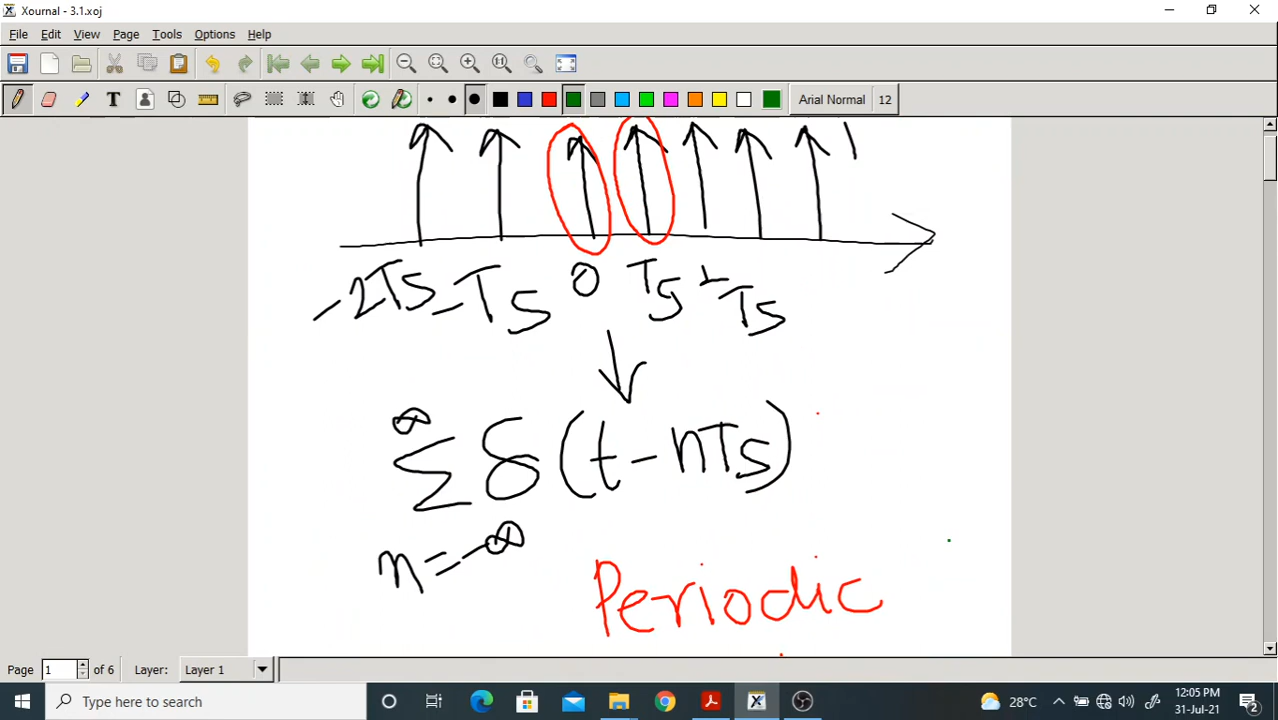 Xournal - 3.1.xoj
File Edit View Page Tools Options Help
Arial Normal 12
-2Ts -Ts 0 Ts 2Ts
∞
Σ δ(t-nTs)
n=-∞
Periodic
Page 1 of 6 Layer: Layer 1
Type here to search
28°C
12:05 PM
31-Jul-21
2